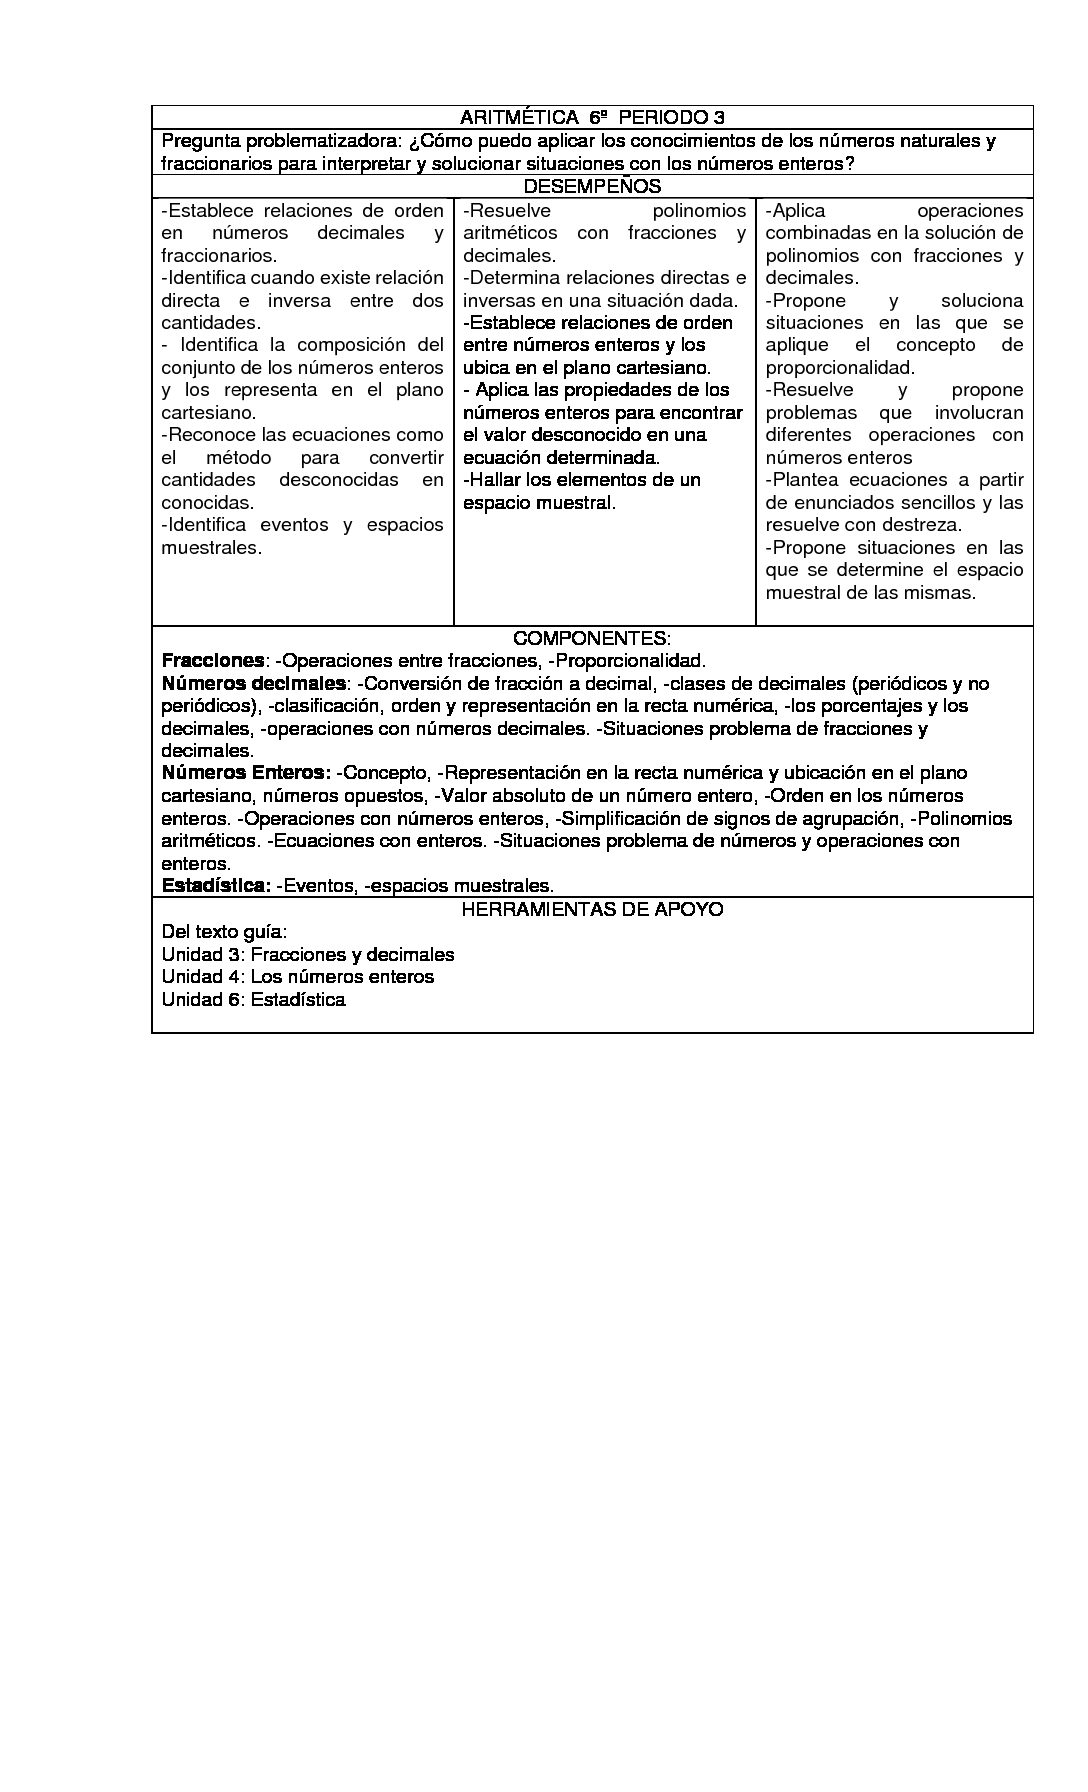 ARITMÉTICA 6º PERIODO 3
Pregunta problematizadora: ¿Cómo puedo aplicar los conocimientos de los números naturales y
fraccionarios para interpretar y solucionar situaciones con los números enteros?
DESEMPEÑOS
-Establece relaciones de orden
en números decimales y
fraccionarios.
-Identifica cuando existe relación
directa e inversa entre dos
cantidades.
- Identifica la composición del
conjunto de los números enteros
y los representa en el plano
cartesiano.
-Reconoce las ecuaciones como
el método para convertir
cantidades desconocidas en
conocidas.
-Identifica eventos y espacios
muestrales.
-Resuelve polinomios
aritméticos con fracciones y
decimales.
-Determina relaciones directas e
inversas en una situación dada.
-Establece relaciones de orden
entre números enteros y los
ubica en el plano cartesiano.
- Aplica las propiedades de los
números enteros para encontrar
el valor desconocido en una
ecuación determinada.
-Hallar los elementos de un
espacio muestral.
-Aplica operaciones
combinadas en la solución de
polinomios con fracciones y
decimales.
-Propone y soluciona
situaciones en las que se
aplique el concepto de
proporcionalidad.
-Resuelve y propone
problemas que involucran
diferentes operaciones con
números enteros
-Plantea ecuaciones a partir
de enunciados sencillos y las
resuelve con destreza.
-Propone situaciones en las
que se determine el espacio
muestral de las mismas.
COMPONENTES:
Fracciones: -Operaciones entre fracciones, -Proporcionalidad.
Números decimales: -Conversión de fracción a decimal, -clases de decimales (periódicos y no
periódicos), -clasificación, orden y representación en la recta numérica, -los porcentajes y los
decimales, -operaciones con números decimales. -Situaciones problema de fracciones y
decimales.
Números Enteros: -Concepto, -Representación en la recta numérica y ubicación en el plano
cartesiano, números opuestos, -Valor absoluto de un número entero, -Orden en los números
enteros. -Operaciones con números enteros, -Simplificación de signos de agrupación, -Polinomios
aritméticos. -Ecuaciones con enteros. -Situaciones problema de números y operaciones con
enteros.
Estadística: -Eventos, -espacios muestrales.
HERRAMIENTAS DE APOYO
Del texto guía:
Unidad 3: Fracciones y decimales
Unidad 4: Los números enteros
Unidad 6: Estadística